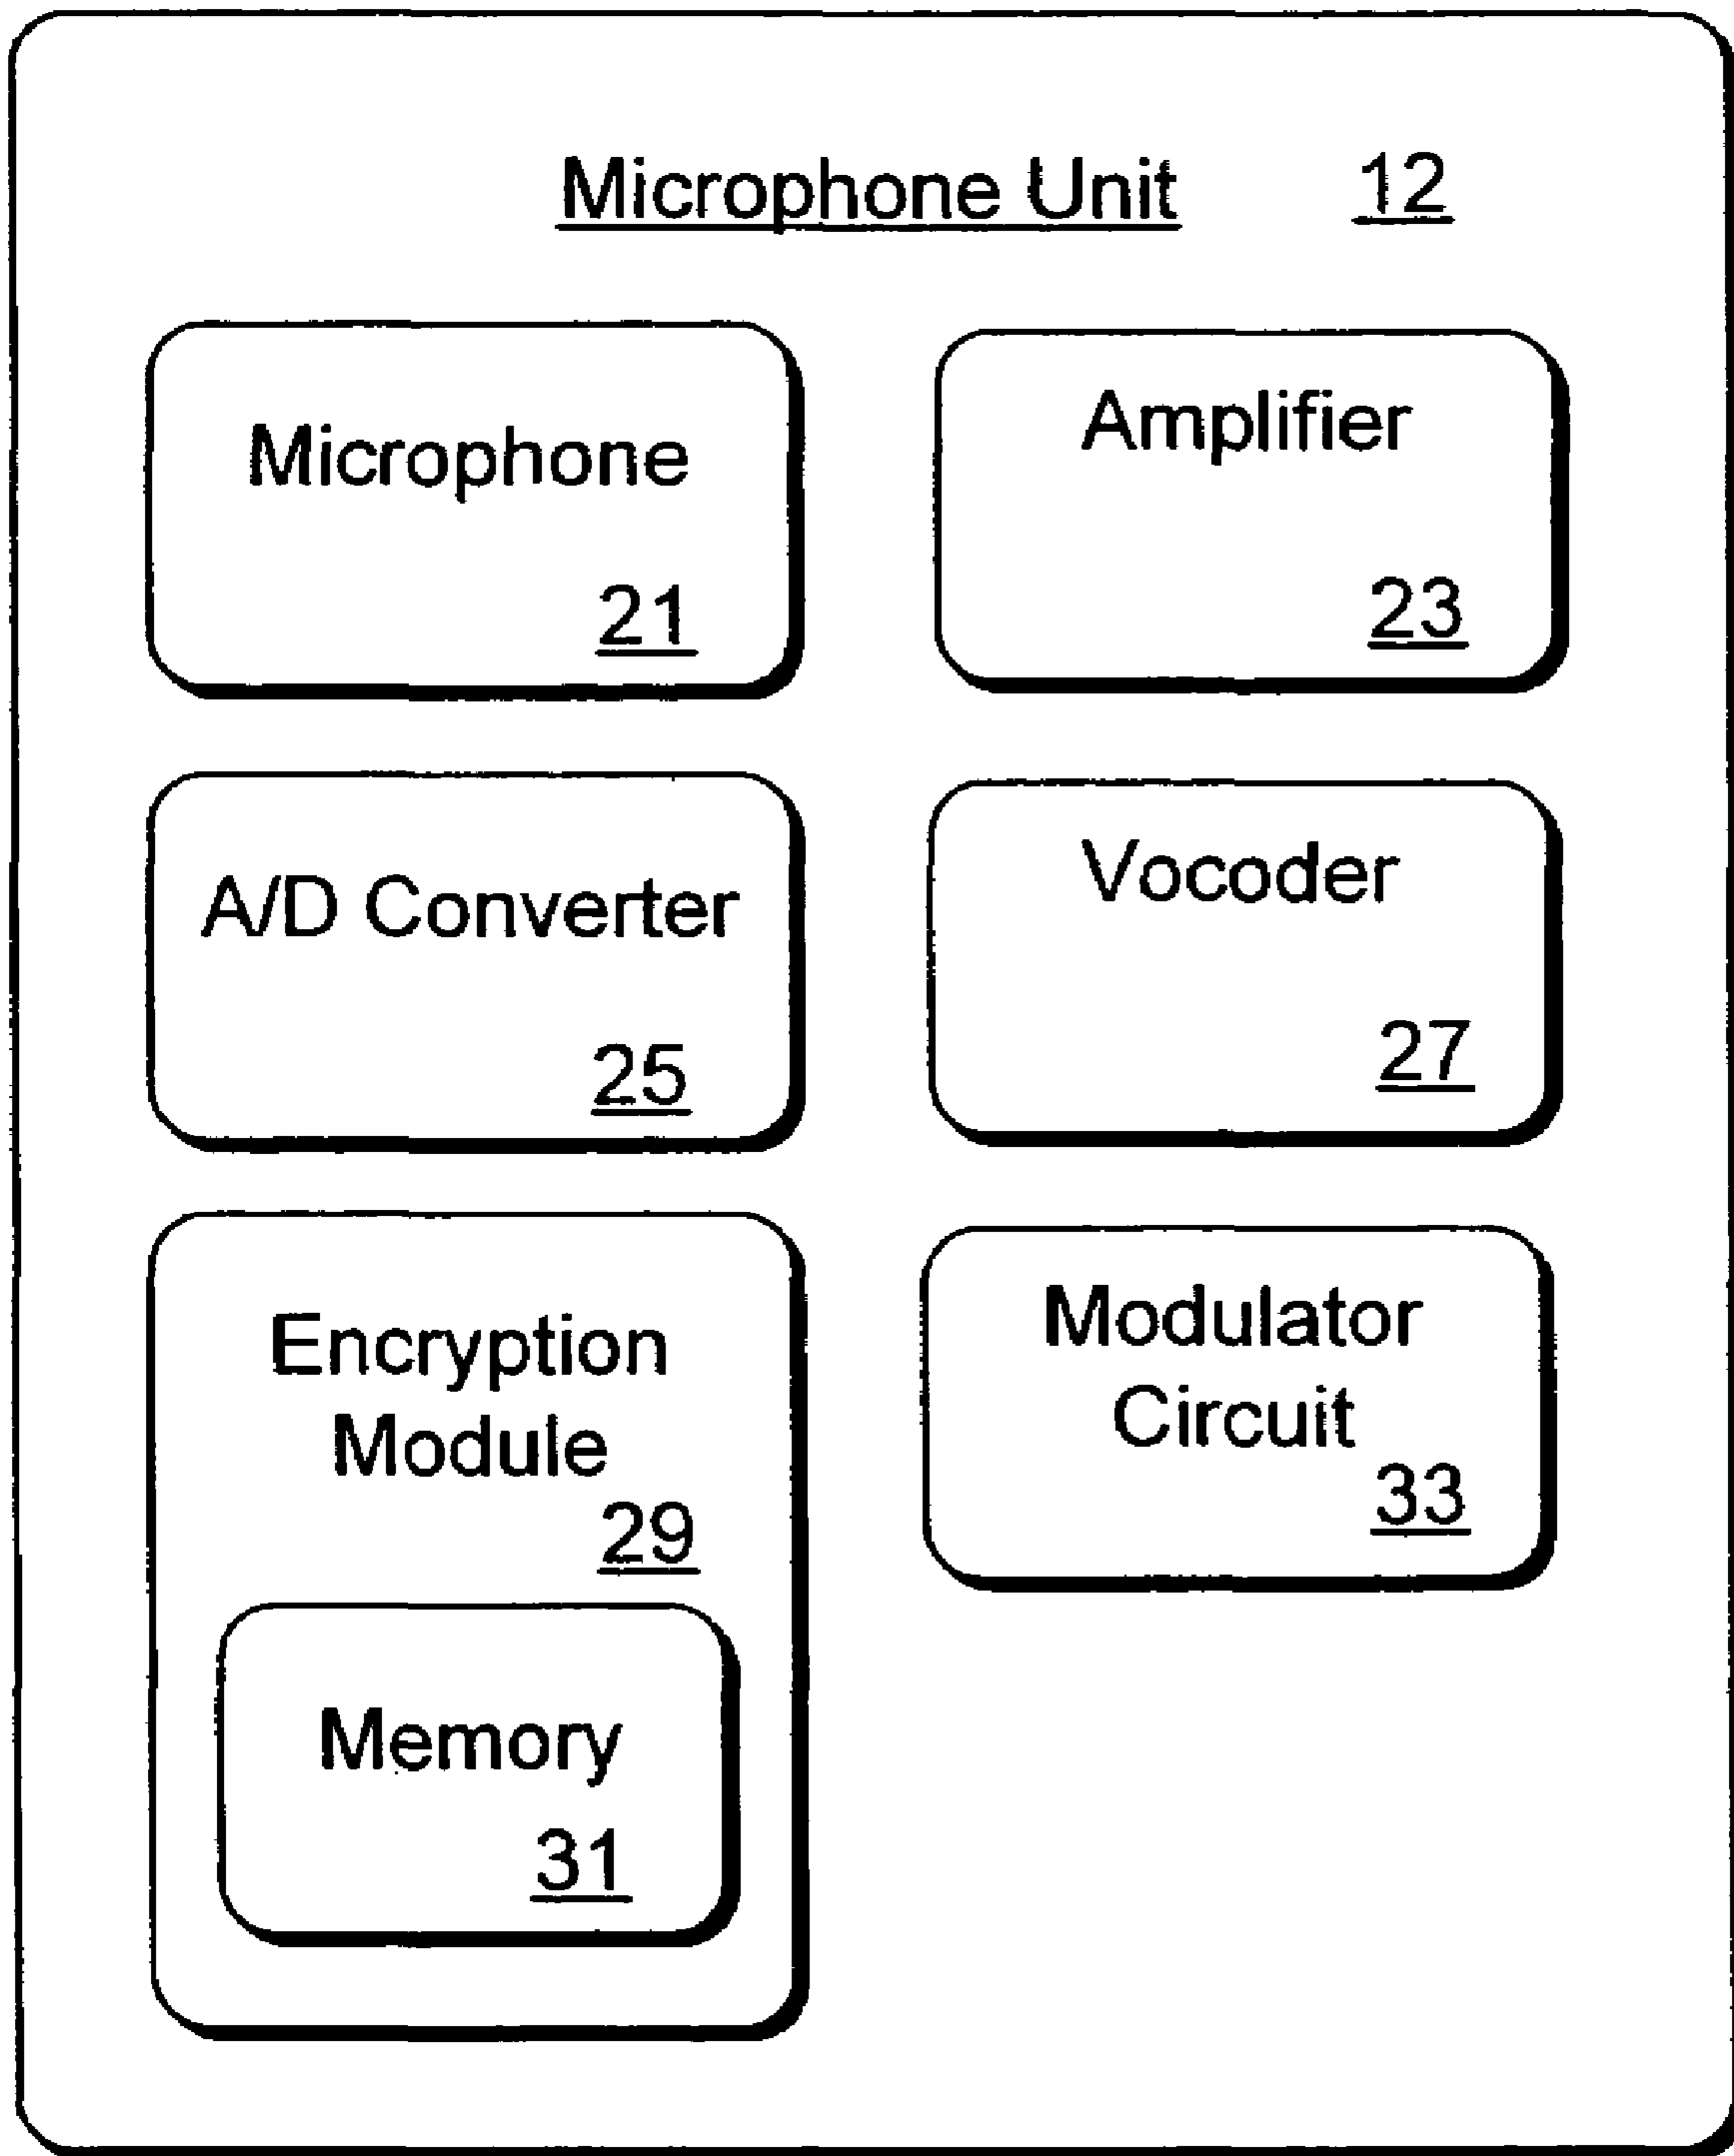 Microphone Unit 12
Microphone
21
Amplifier
23
A/D Converter
25
Vocoder
27
Encryption
Module
29
Memory
31
Modulator
Circuit
33